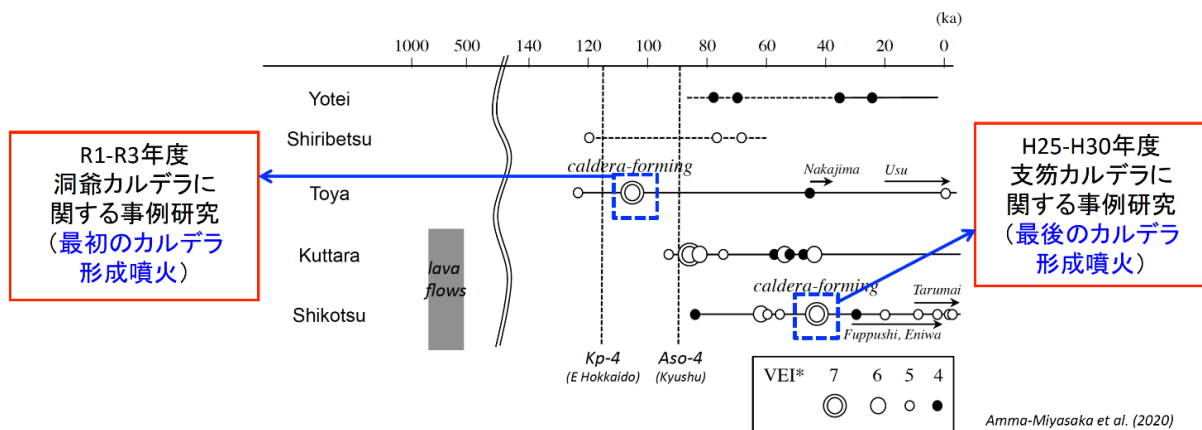 (ka)
1000 500 140 120 100 80 60 40 20 0
Yotei
Shiribetsu
caldera-forming
Nakajima
Usu
Toya
Kuttara
lava
flows
caldera-forming
Tarumai
Shikotsu
Fuppushi, Eniwa
Kp-4
(E Hokkaido)
Aso-4
(Kyushu)
VEI* 7 6 5 4
Amma-Miyasaka et al. (2020)
R1-R3年度
洞爺カルデラに
関する事例研究
(最初のカルデラ
形成噴火)
H25-H30年度
支笏カルデラに
関する事例研究
(最後のカルデラ
形成噴火)